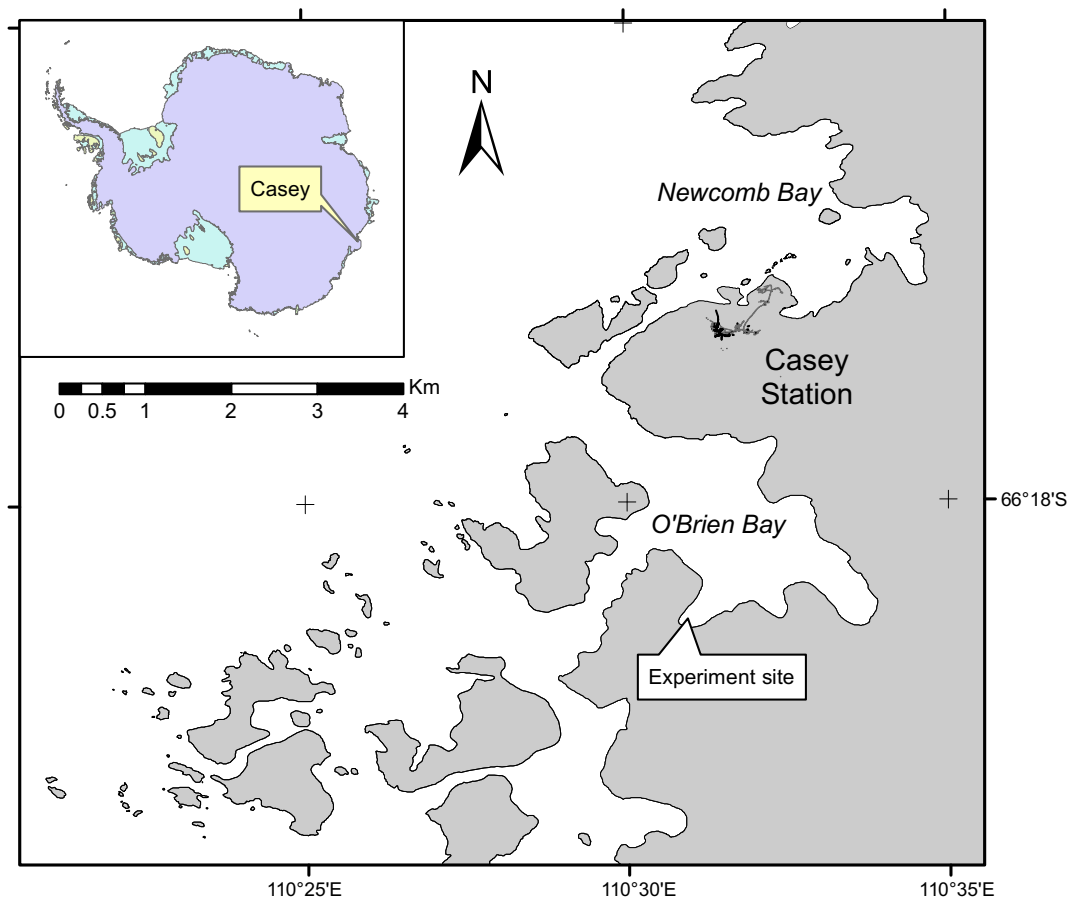 N
Casey
Newcomb Bay
Casey
Station
Km
0 0.5 1 2 3 4
66°18'S
O'Brien Bay
Experiment site
110°25'E 110°30'E 110°35'E